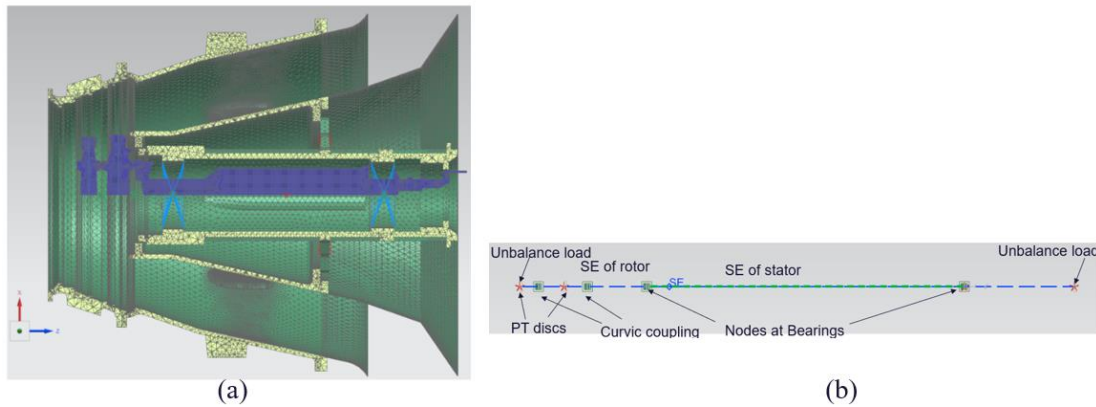 X
Z
Unbalance load
Unbalance load
SE of rotor
SE of stator
SE
PT discs
Curvic coupling
Nodes at Bearings
(a)
(b)